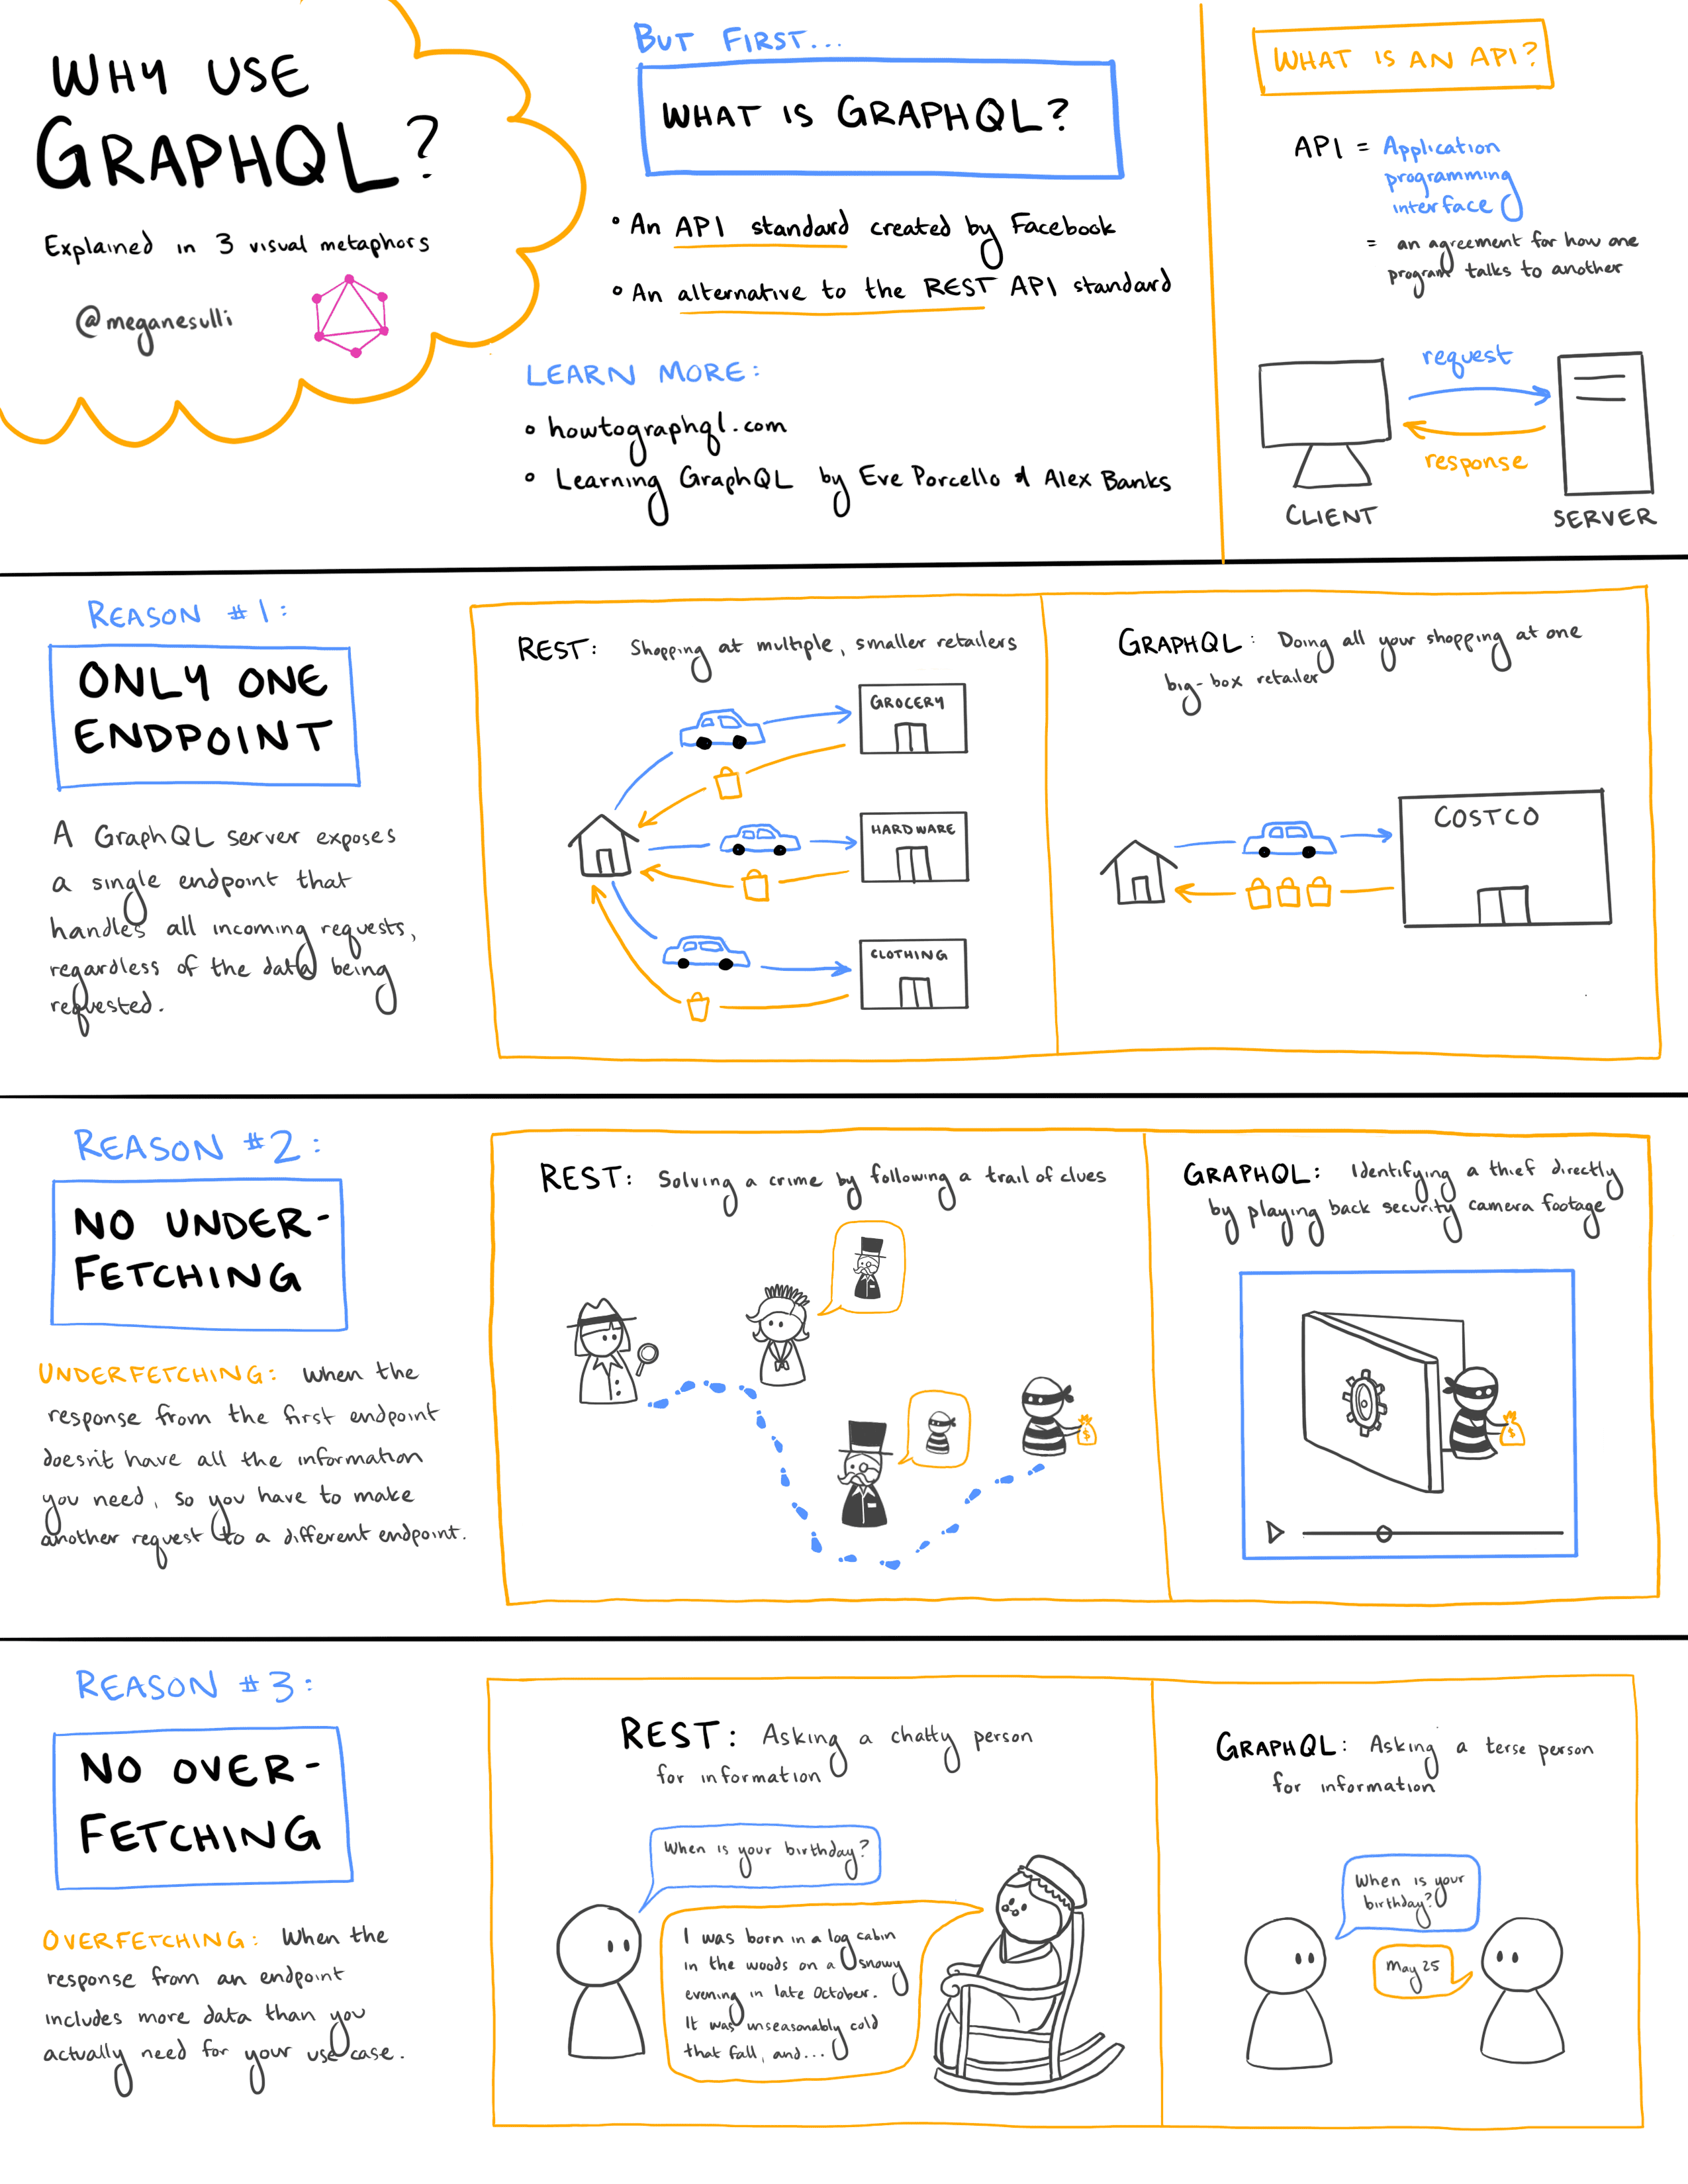 WHY USE
GRAPHQL?
Explained in 3 visual metaphors
@meganesulli
BUT FIRST...
WHAT IS GRAPHQL?
• An API standard created by Facebook
• An alternative to the REST API standard
LEARN MORE:
• howtographql.com
• Learning GraphQL by Eve Porcello & Alex Banks
WHAT IS AN API?
API = Application
programming
interface
= an agreement for how one
program talks to another
request
response
CLIENT
SERVER
REASON #1:
ONLY ONE
ENDPOINT
A GraphQL server exposes
a single endpoint that
handles all incoming requests,
regardless of the data being
requested.
REST: Shopping at multiple, smaller retailers
GROCERY
HARDWARE
CLOTHING
GRAPHQL: Doing all your shopping at one
big-box retailer
COSTCO
REASON #2:
NO UNDER-
FETCHING
UNDERFETCHING: When the
response from the first endpoint
doesn't have all the information
you need, so you have to make
another request to a different endpoint.
REST: Solving a crime by following a trail of clues
GRAPHQL: Identifying a thief directly
by playing back security camera footage
$
$
REASON #3:
NO OVER-
FETCHING
OVERFETCHING: When the
response from an endpoint
includes more data than you
actually need for your use case.
REST: Asking a chatty person
for information
When is your birthday?
I was born in a log cabin
in the woods on a snowy
evening in late October.
It was unseasonably cold
that fall, and...
GRAPHQL: Asking a terse person
for information
When is your
birthday?
May 25